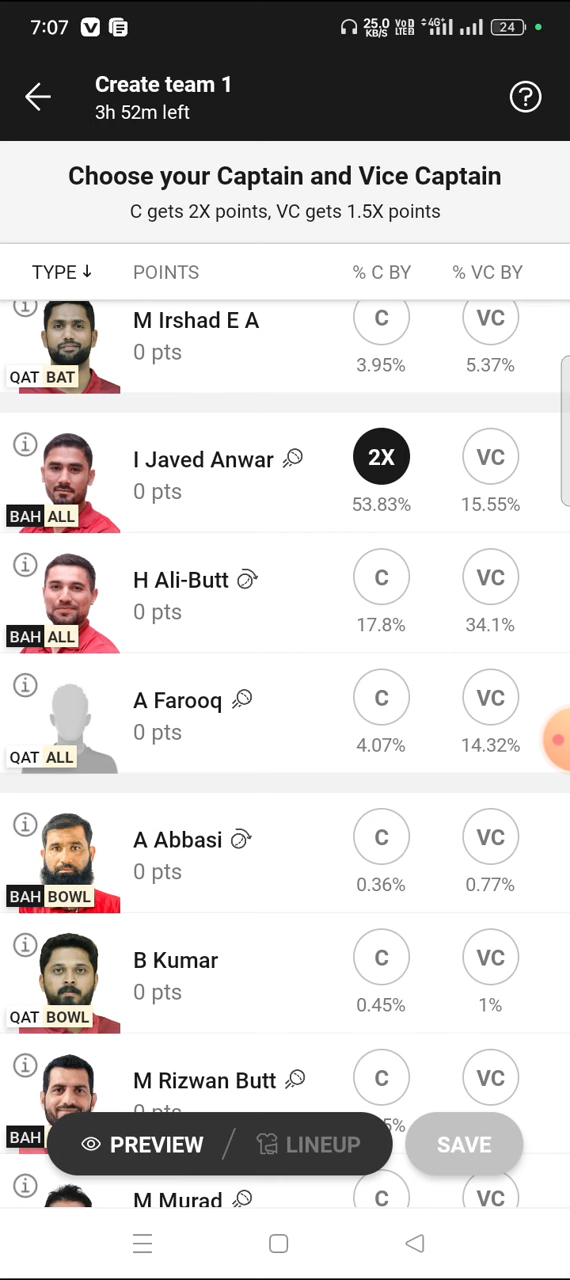 7:07 25.0 KB/S VoD LTEB 4G 24
Create team 1
3h 52m left
Choose your Captain and Vice Captain
C gets 2X points, VC gets 1.5X points
TYPE ↓ POINTS % C BY % VC BY
M Irshad E A C VC
0 pts
3.95% 5.37%
QAT BAT
I Javed Anwar 2X VC
0 pts
53.83% 15.55%
BAH ALL
H Ali-Butt C VC
0 pts
17.8% 34.1%
BAH ALL
A Farooq C VC
0 pts
4.07% 14.32%
QAT ALL
A Abbasi C VC
0 pts
0.36% 0.77%
BAH BOWL
B Kumar C VC
0 pts
0.45% 1%
QAT BOWL
M Rizwan Butt C VC
0 pts
BAH
PREVIEW / LINEUP SAVE
M Murad C VC